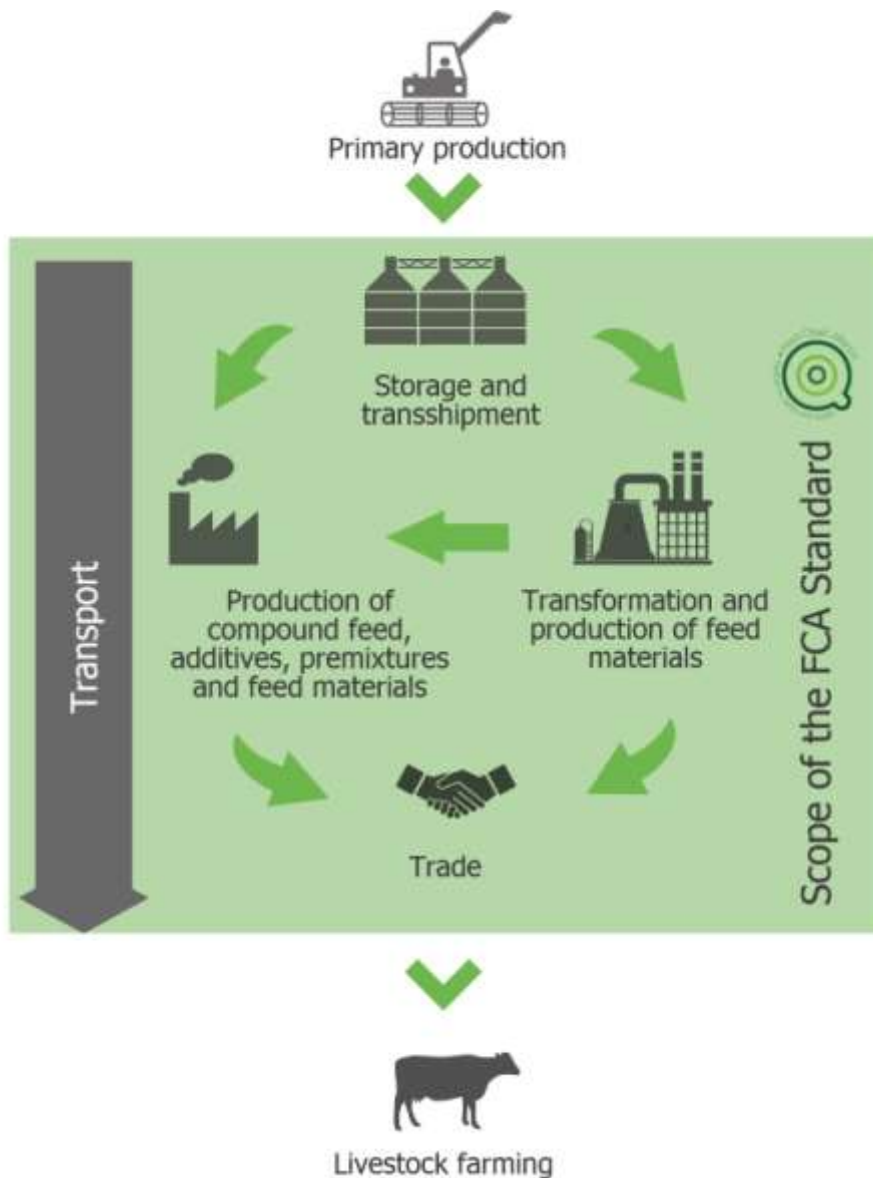 Primary production
Storage and
transshipment
Production of
compound feed,
additives, premixtures
and feed materials
Transformation and
production of feed
materials
Trade
Transport
Scope of the FCA Standard
Livestock farming